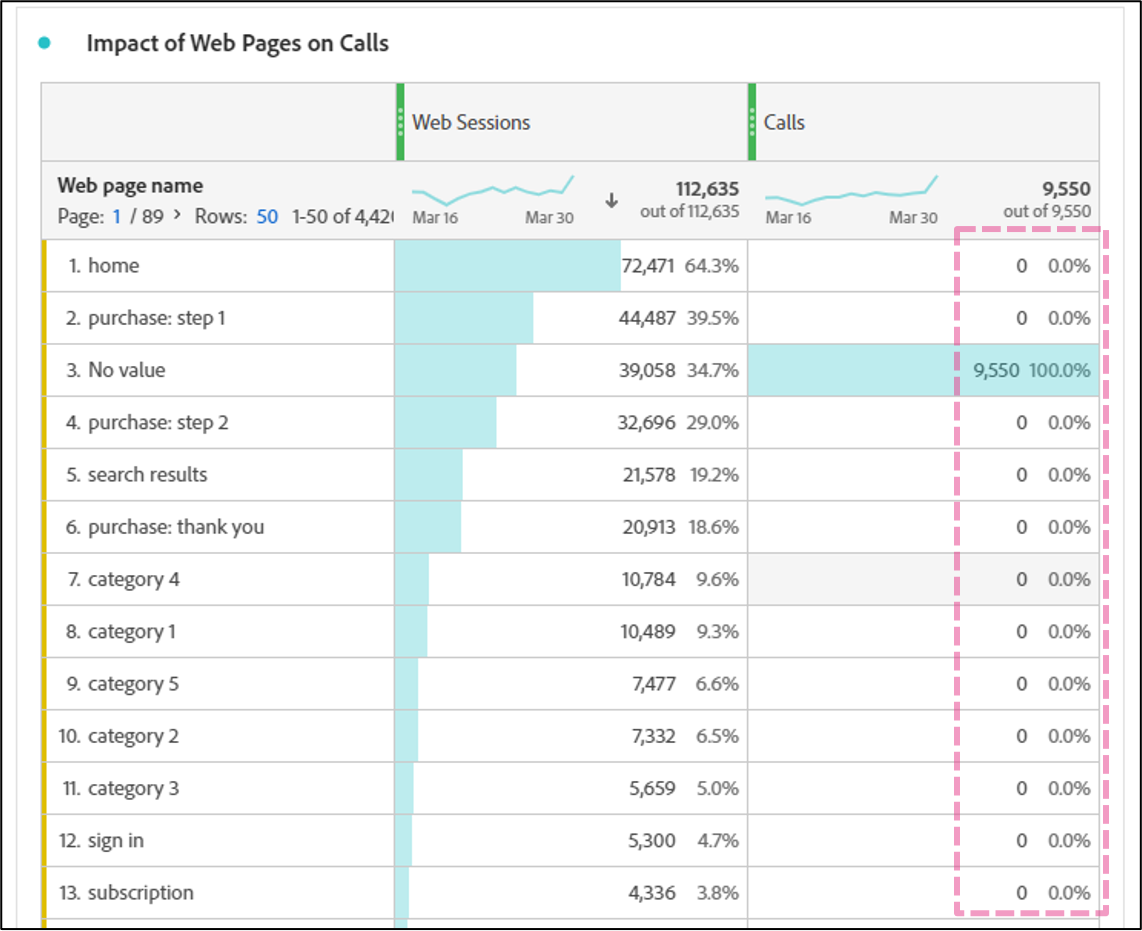 Impact of Web Pages on Calls
Web Sessions Calls
Web page name 112,635 9,550
Page: 1 / 89 > Rows: 50 1-50 of 4,42 Mar 16 Mar 30 out of 112,635 Mar 16 Mar 30 out of 9,550
1. home 72,471 64.3% 0 0.0%
2. purchase: step 1 44,487 39.5% 0 0.0%
3. No value 39,058 34.7% 9,550 100.0%
4. purchase: step 2 32,696 29.0% 0 0.0%
5. search results 21,578 19.2% 0 0.0%
6. purchase: thank you 20,913 18.6% 0 0.0%
7. category 4 10,784 9.6% 0 0.0%
8. category 1 10,489 9.3% 0 0.0%
9. category 5 7,477 6.6% 0 0.0%
10. category 2 7,332 6.5% 0 0.0%
11. category 3 5,659 5.0% 0 0.0%
12. sign in 5,300 4.7% 0 0.0%
13. subscription 4,336 3.8% 0 0.0%